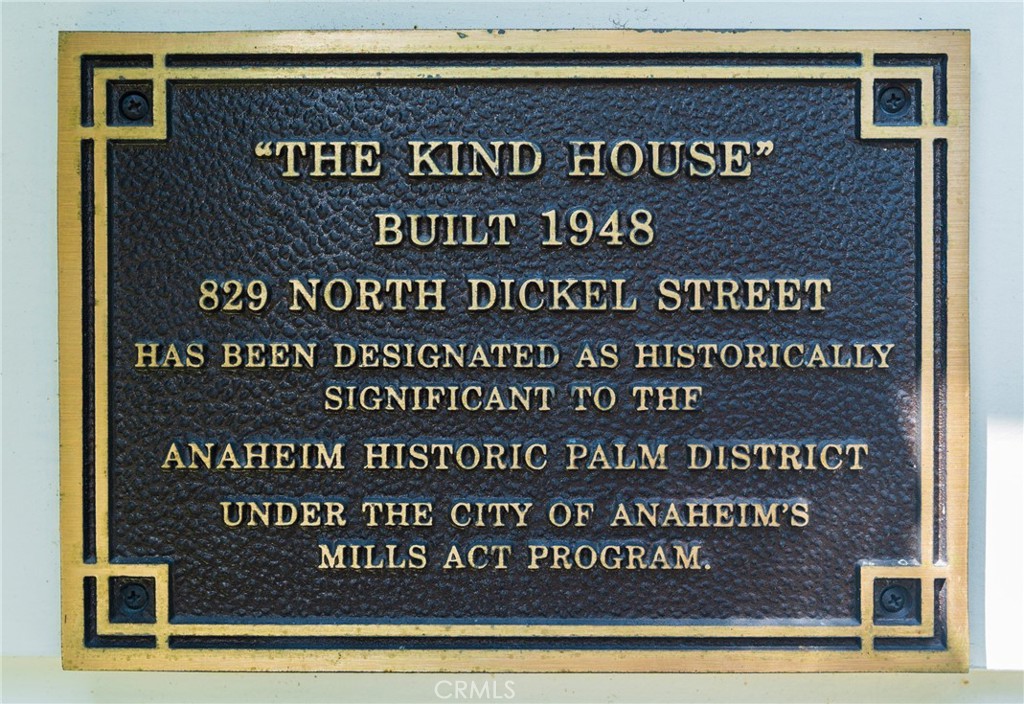 “THE KIND HOUSE”
BUILT 1948
829 NORTH DICKEL STREET
HAS BEEN DESIGNATED AS HISTORICALLY
SIGNIFICANT TO THE
ANAHEIM HISTORIC PALM DISTRICT
UNDER THE CITY OF ANAHEIM’S
MILLS ACT PROGRAM.
CRMLS